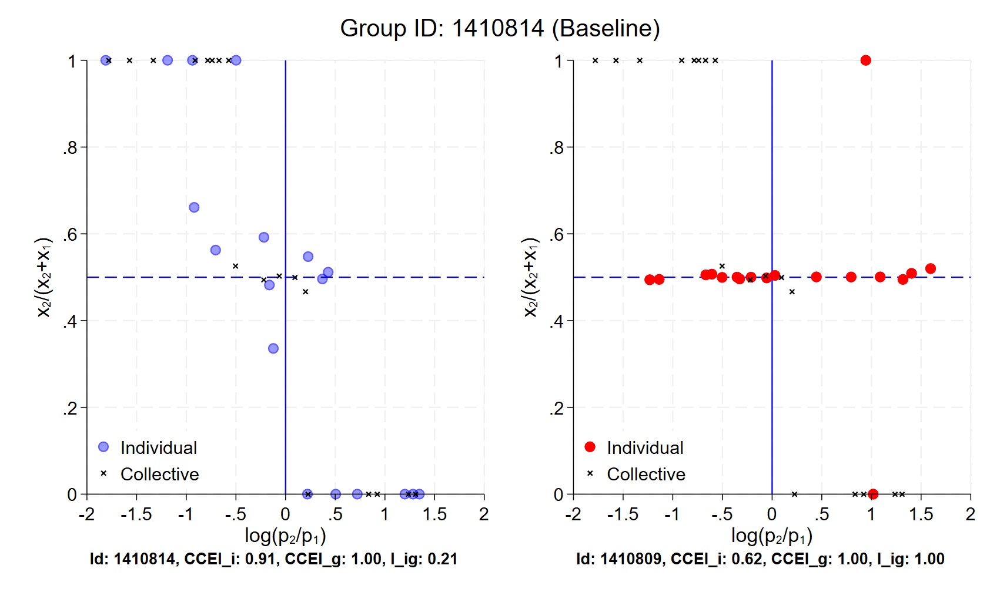 Group ID: 1410814 (Baseline)
x₂/(x₂+x₁)
1
.8
.6
.4
.2
0
Individual
Collective
-2 -1.5 -1 -.5 0 .5 1 1.5 2
log(p₂/p₁)
Id: 1410814, CCEI_i: 0.91, CCEI_g: 1.00, I_ig: 0.21
x₂/(x₂+x₁)
1
.8
.6
.4
.2
0
Individual
Collective
-2 -1.5 -1 -.5 0 .5 1 1.5 2
log(p₂/p₁)
Id: 1410809, CCEI_i: 0.62, CCEI_g: 1.00, I_ig: 1.00